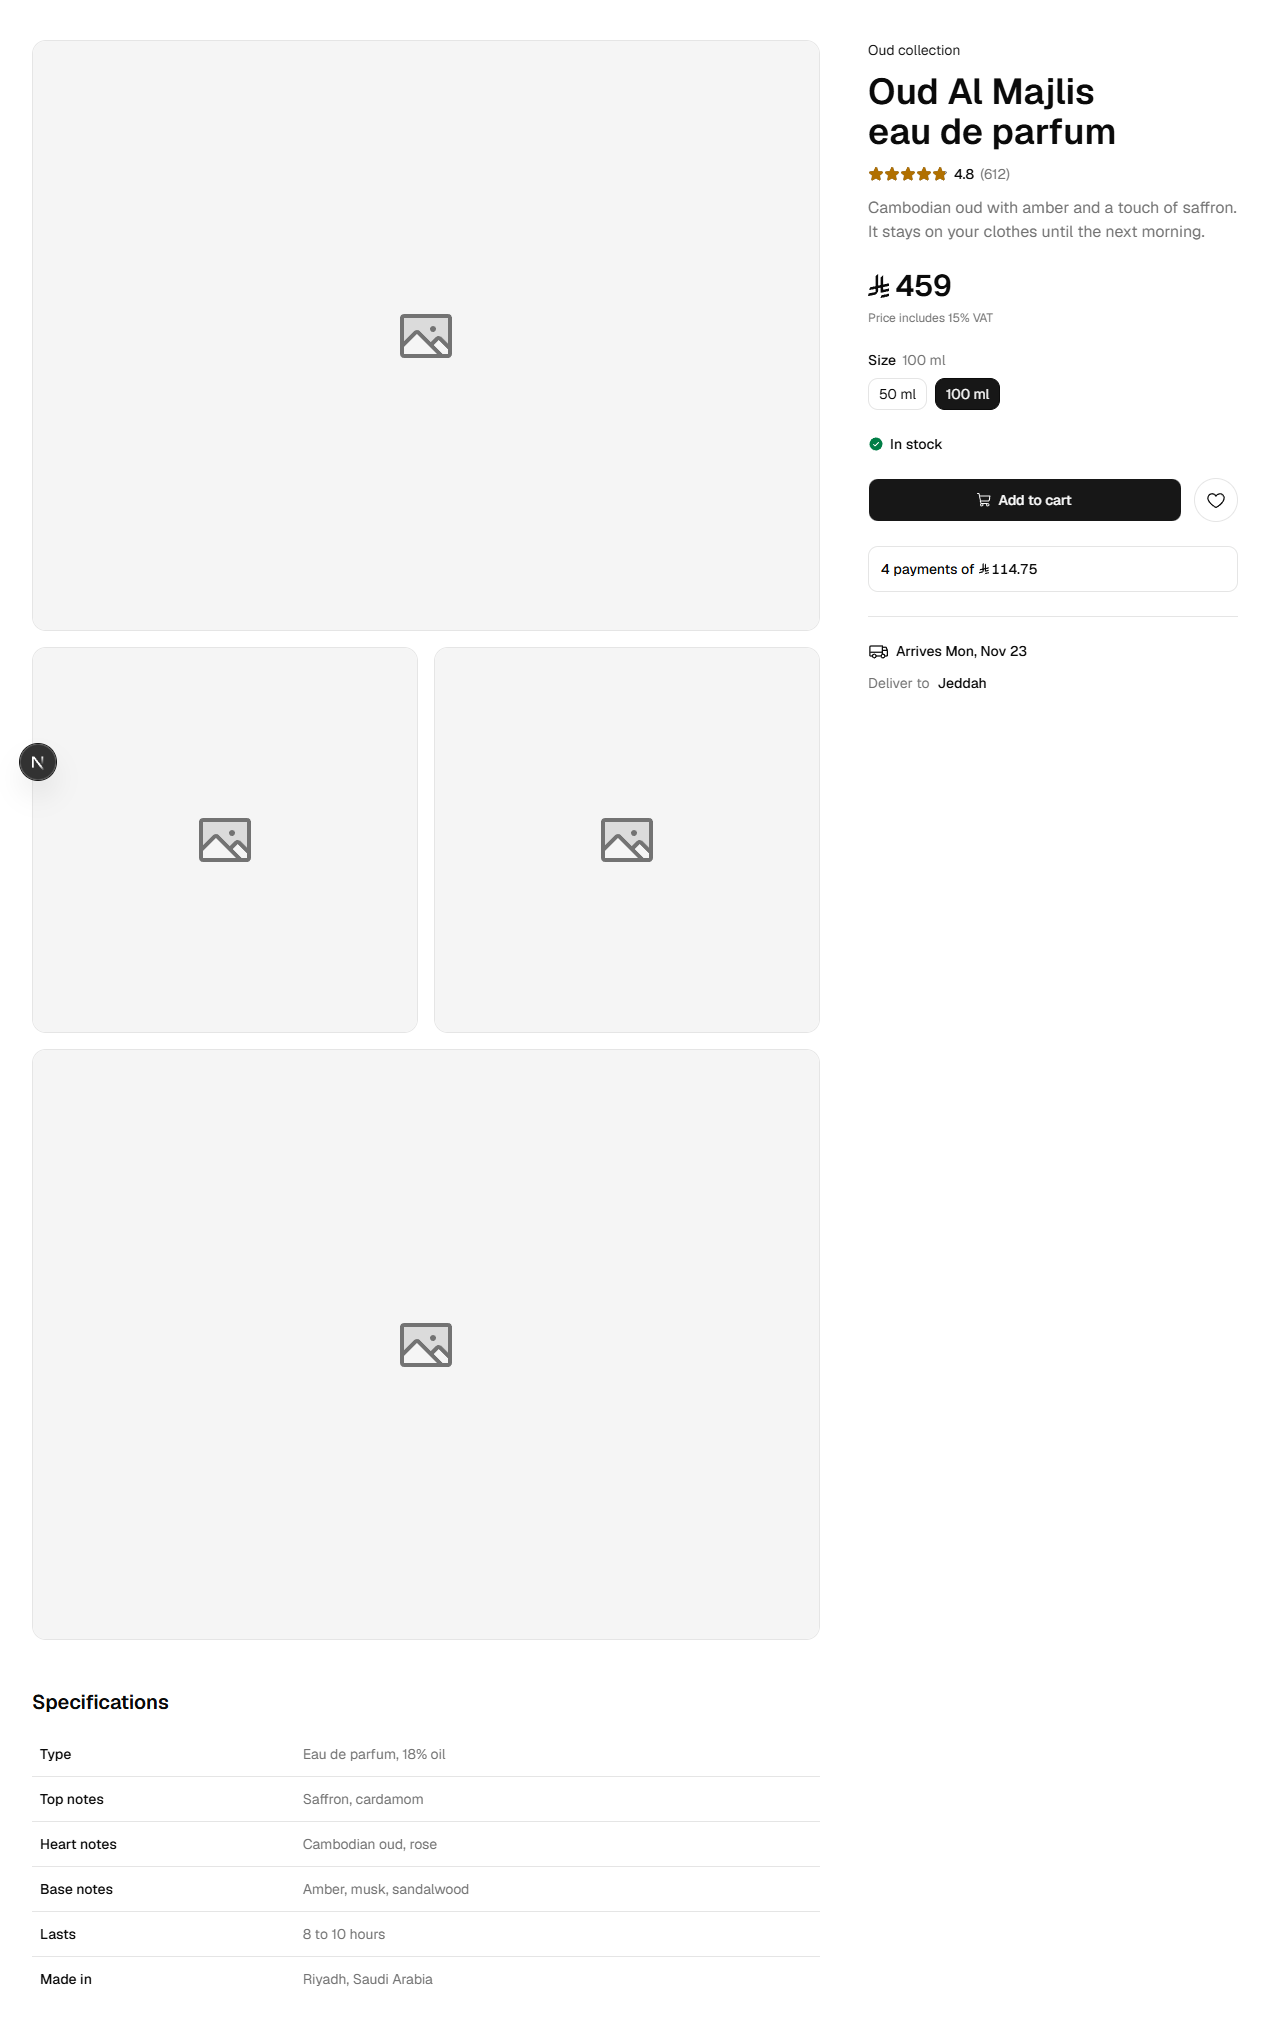 Oud collection
Oud Al Majlis
eau de parfum
4.8 (612)
Cambodian oud with amber and a touch of saffron.
It stays on your clothes until the next morning.
⃁ 459
Price includes 15% VAT
Size 100 ml
50 ml 100 ml
In stock
Add to cart
4 payments of ⃁ 114.75
Arrives Mon, Nov 23
Deliver to Jeddah
N
Specifications
Type Eau de parfum, 18% oil
Top notes Saffron, cardamom
Heart notes Cambodian oud, rose
Base notes Amber, musk, sandalwood
Lasts 8 to 10 hours
Made in Riyadh, Saudi Arabia